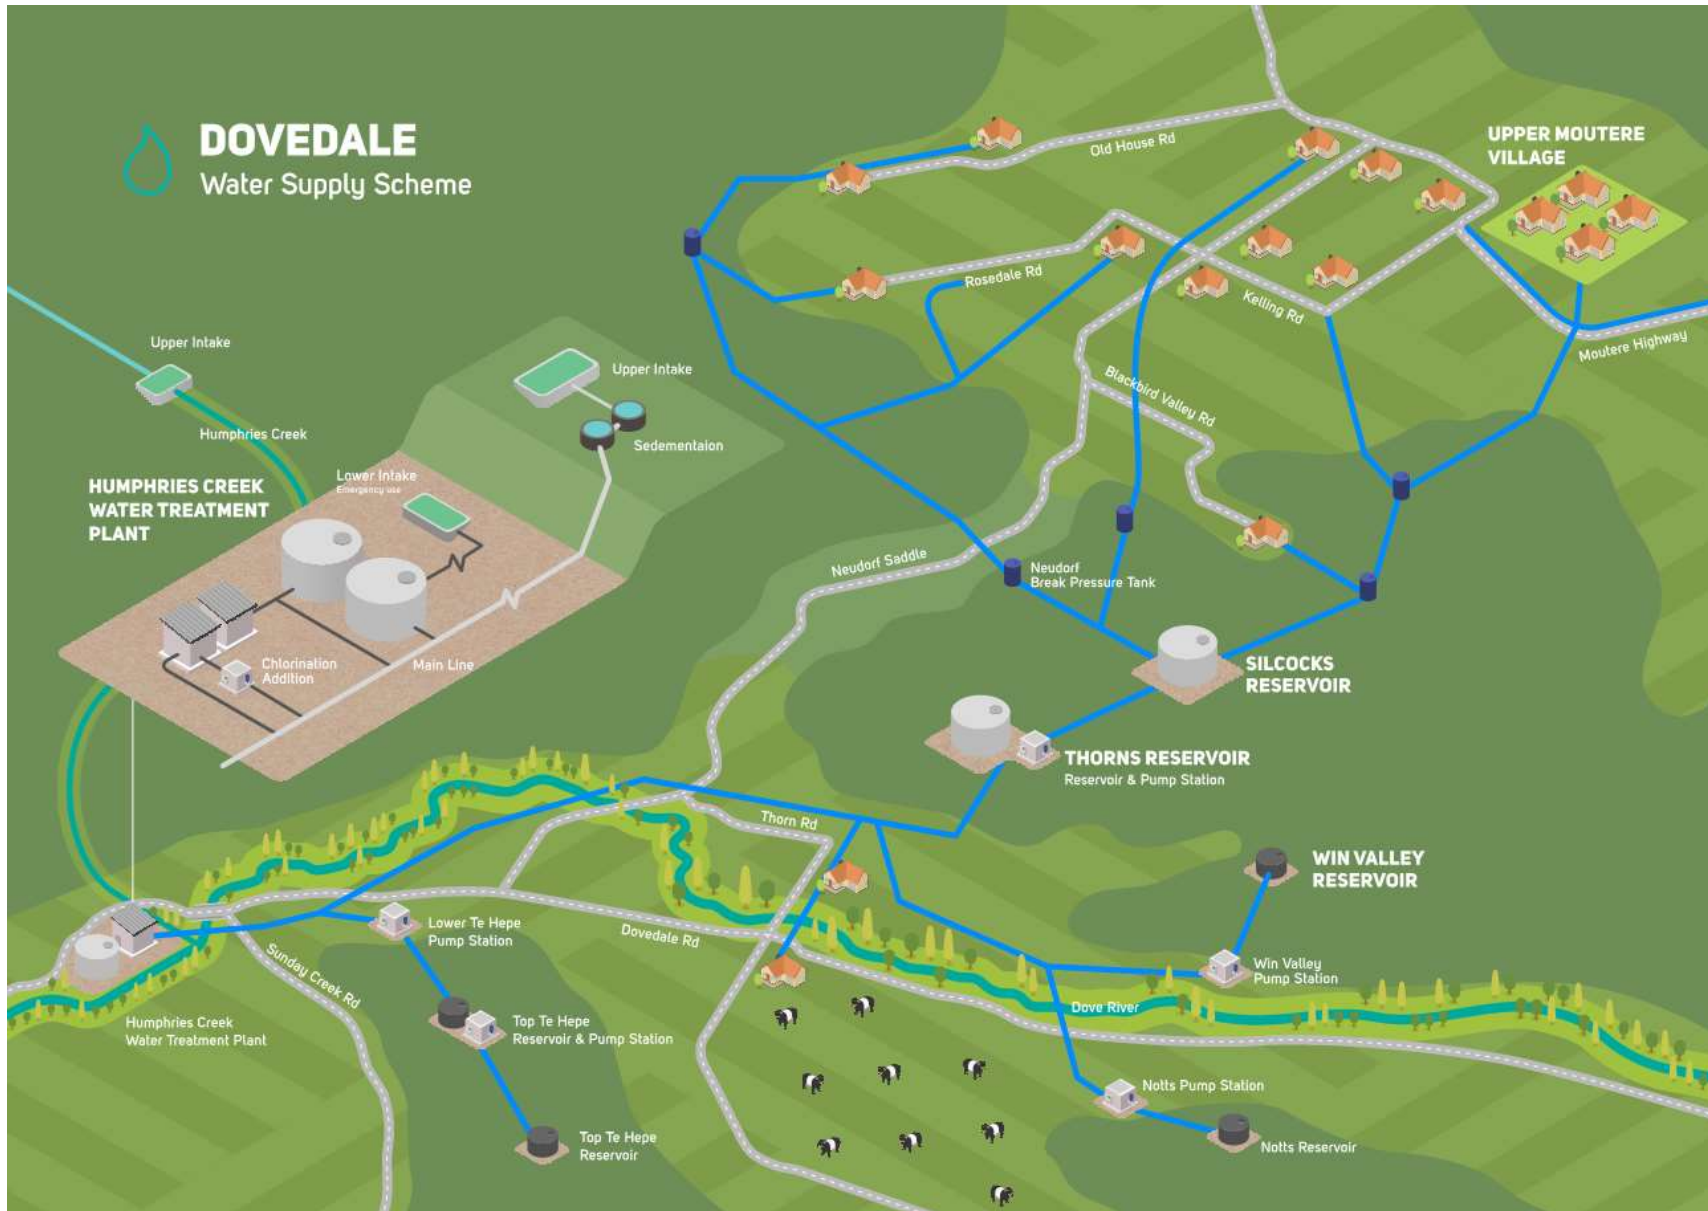 DOVEDALE
Water Supply Scheme
UPPER MOUTERE
VILLAGE
Old House Rd
Rosedale Rd
Kelling Rd
Moutere Highway
Blackbird Valley Rd
Upper Intake
Humphries Creek
Upper Intake
Sedementaion
Lower Intake
Emergency use
HUMPHRIES CREEK
WATER TREATMENT
PLANT
Chlorination
Addition
Main Line
Neudorf Saddle
Neudorf
Break Pressure Tank
SILCOCKS
RESERVOIR
THORNS RESERVOIR
Reservoir & Pump Station
Thorn Rd
WIN VALLEY
RESERVOIR
Lower Te Hepe
Pump Station
Dovedale Rd
Sunday Creek Rd
Win Valley
Pump Station
Dove River
Humphries Creek
Water Treatment Plant
Top Te Hepe
Reservoir & Pump Station
Notts Pump Station
Top Te Hepe
Reservoir
Notts Reservoir